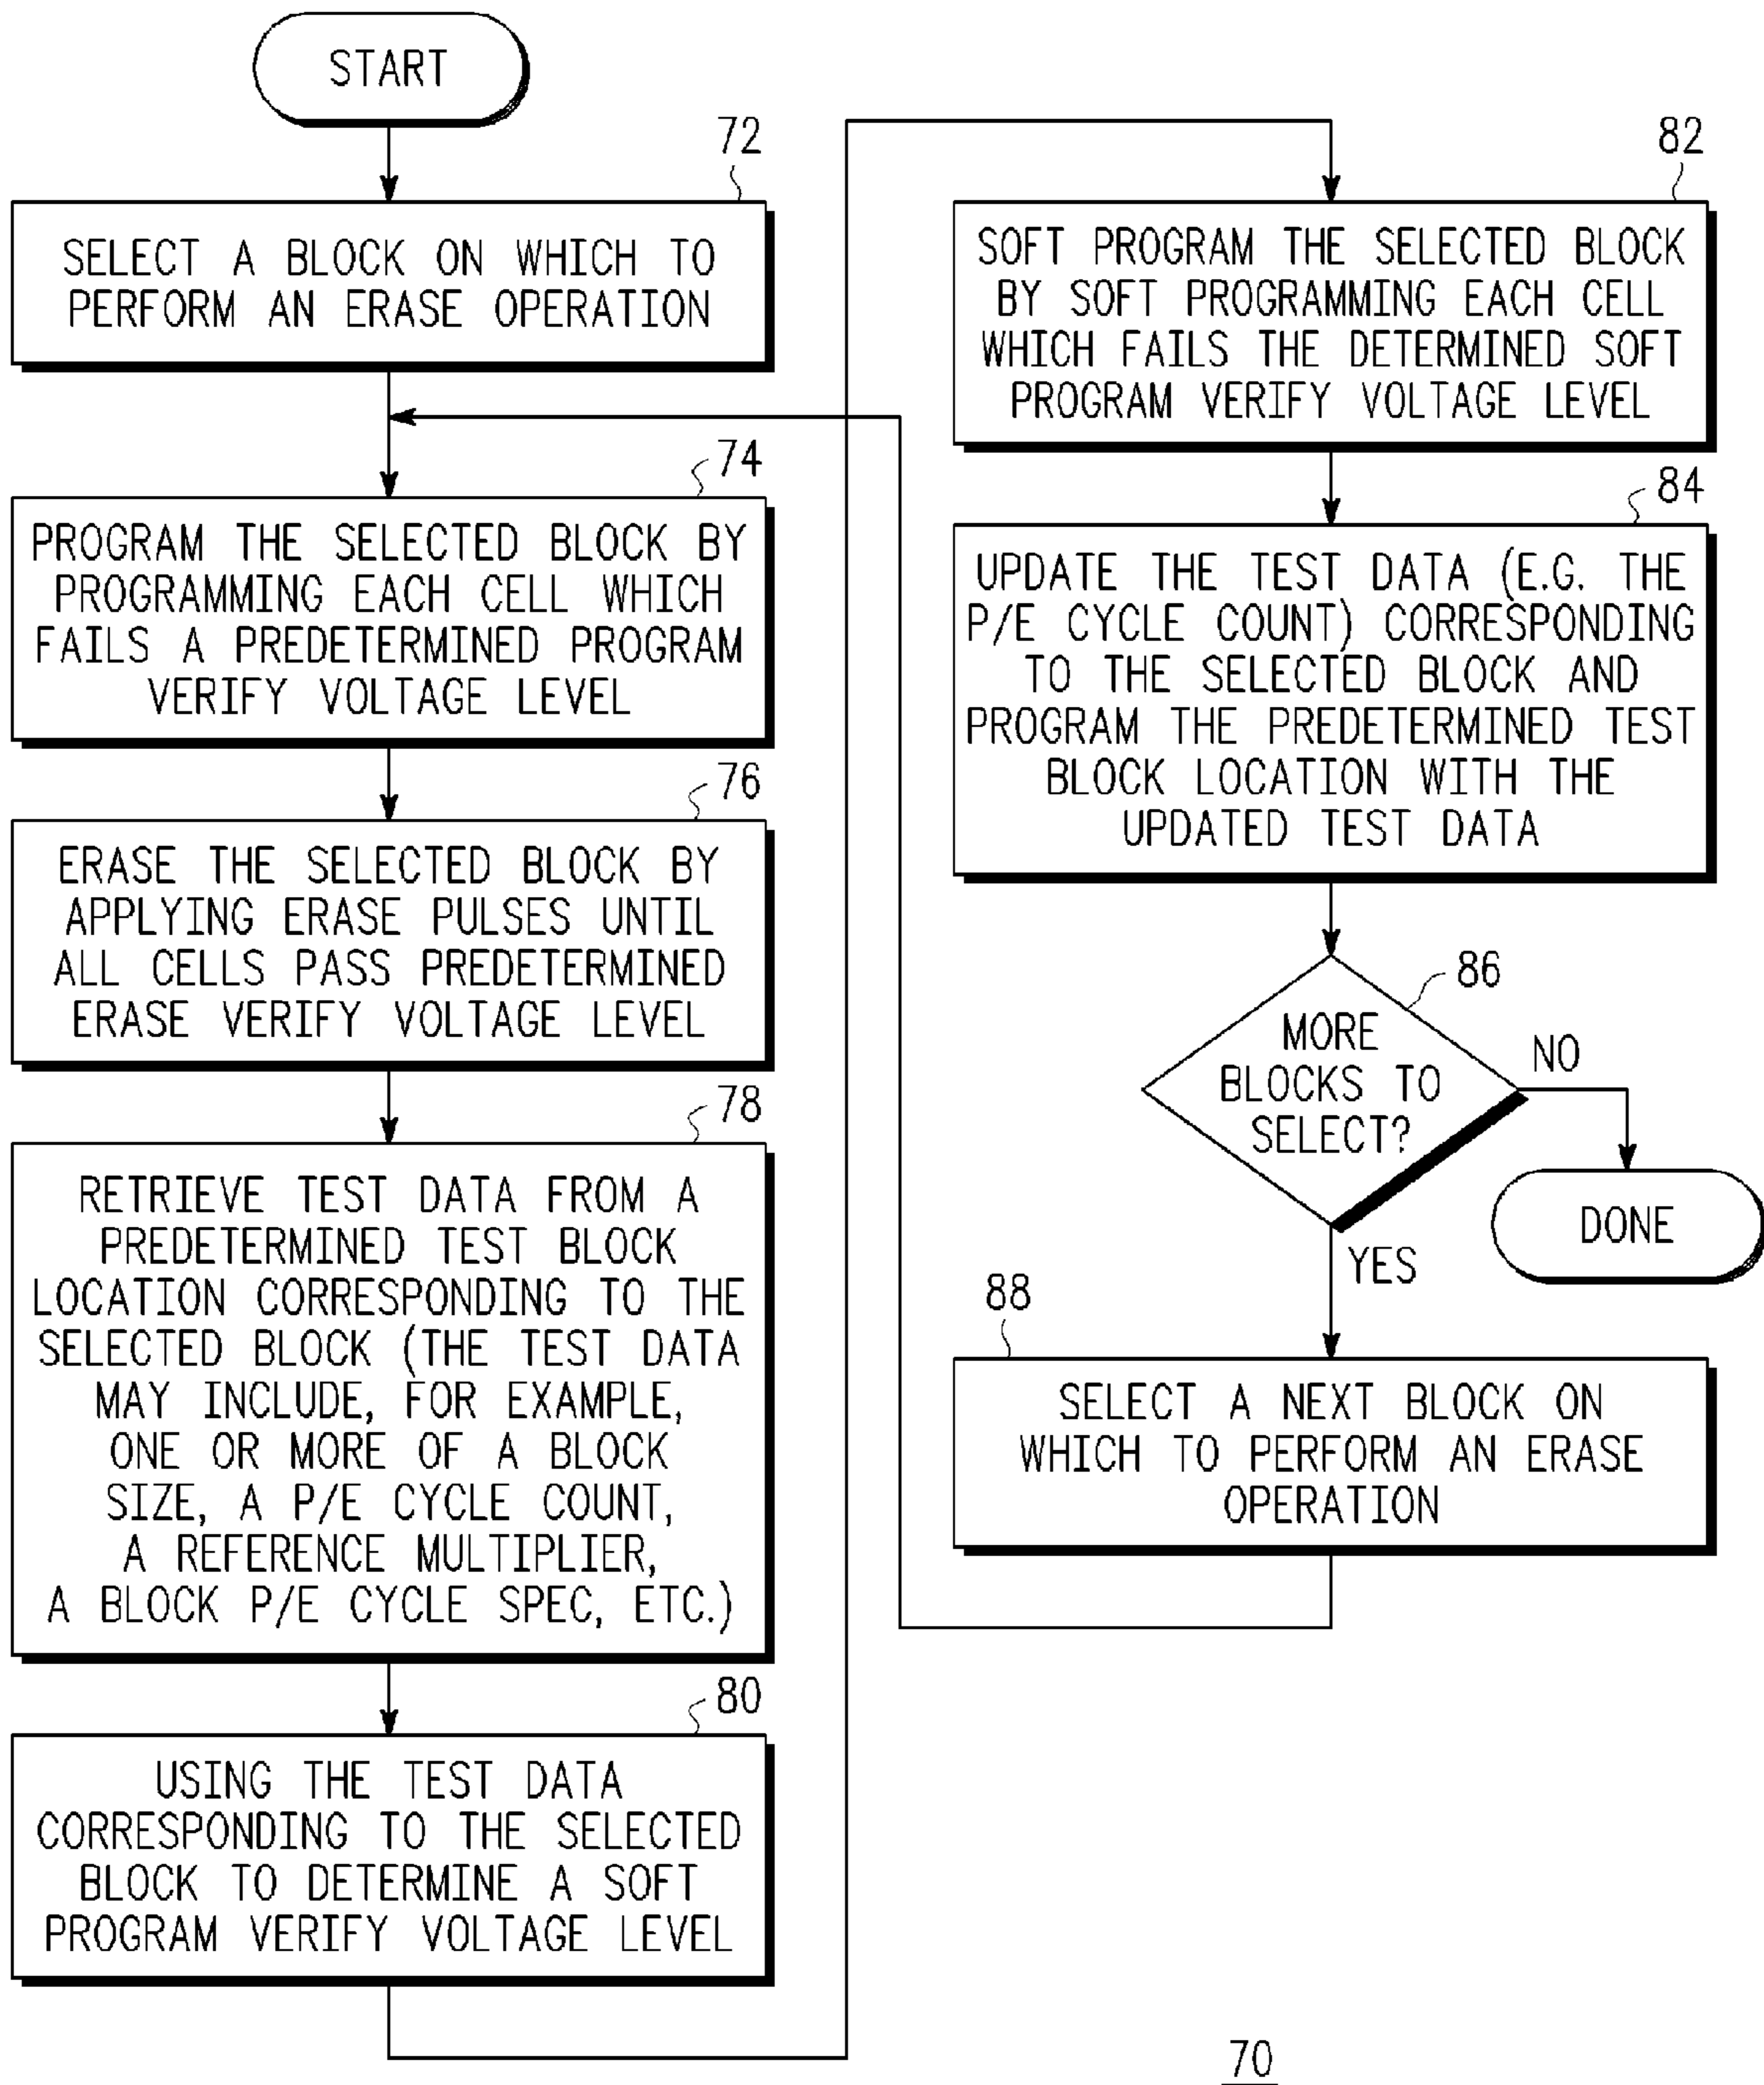 START
72
SELECT A BLOCK ON WHICH TO
PERFORM AN ERASE OPERATION
74
PROGRAM THE SELECTED BLOCK BY
PROGRAMMING EACH CELL WHICH
FAILS A PREDETERMINED PROGRAM
VERIFY VOLTAGE LEVEL
76
ERASE THE SELECTED BLOCK BY
APPLYING ERASE PULSES UNTIL
ALL CELLS PASS PREDETERMINED
ERASE VERIFY VOLTAGE LEVEL
78
RETRIEVE TEST DATA FROM A
PREDETERMINED TEST BLOCK
LOCATION CORRESPONDING TO THE
SELECTED BLOCK (THE TEST DATA
MAY INCLUDE, FOR EXAMPLE,
ONE OR MORE OF A BLOCK
SIZE, A P/E CYCLE COUNT,
A REFERENCE MULTIPLIER,
A BLOCK P/E CYCLE SPEC, ETC.)
80
USING THE TEST DATA
CORRESPONDING TO THE SELECTED
BLOCK TO DETERMINE A SOFT
PROGRAM VERIFY VOLTAGE LEVEL
82
SOFT PROGRAM THE SELECTED BLOCK
BY SOFT PROGRAMMING EACH CELL
WHICH FAILS THE DETERMINED SOFT
PROGRAM VERIFY VOLTAGE LEVEL
84
UPDATE THE TEST DATA (E.G. THE
P/E CYCLE COUNT) CORRESPONDING
TO THE SELECTED BLOCK AND
PROGRAM THE PREDETERMINED TEST
BLOCK LOCATION WITH THE
UPDATED TEST DATA
86
MORE
BLOCKS TO
SELECT?
NO
DONE
YES
88
SELECT A NEXT BLOCK ON
WHICH TO PERFORM AN ERASE
OPERATION
70